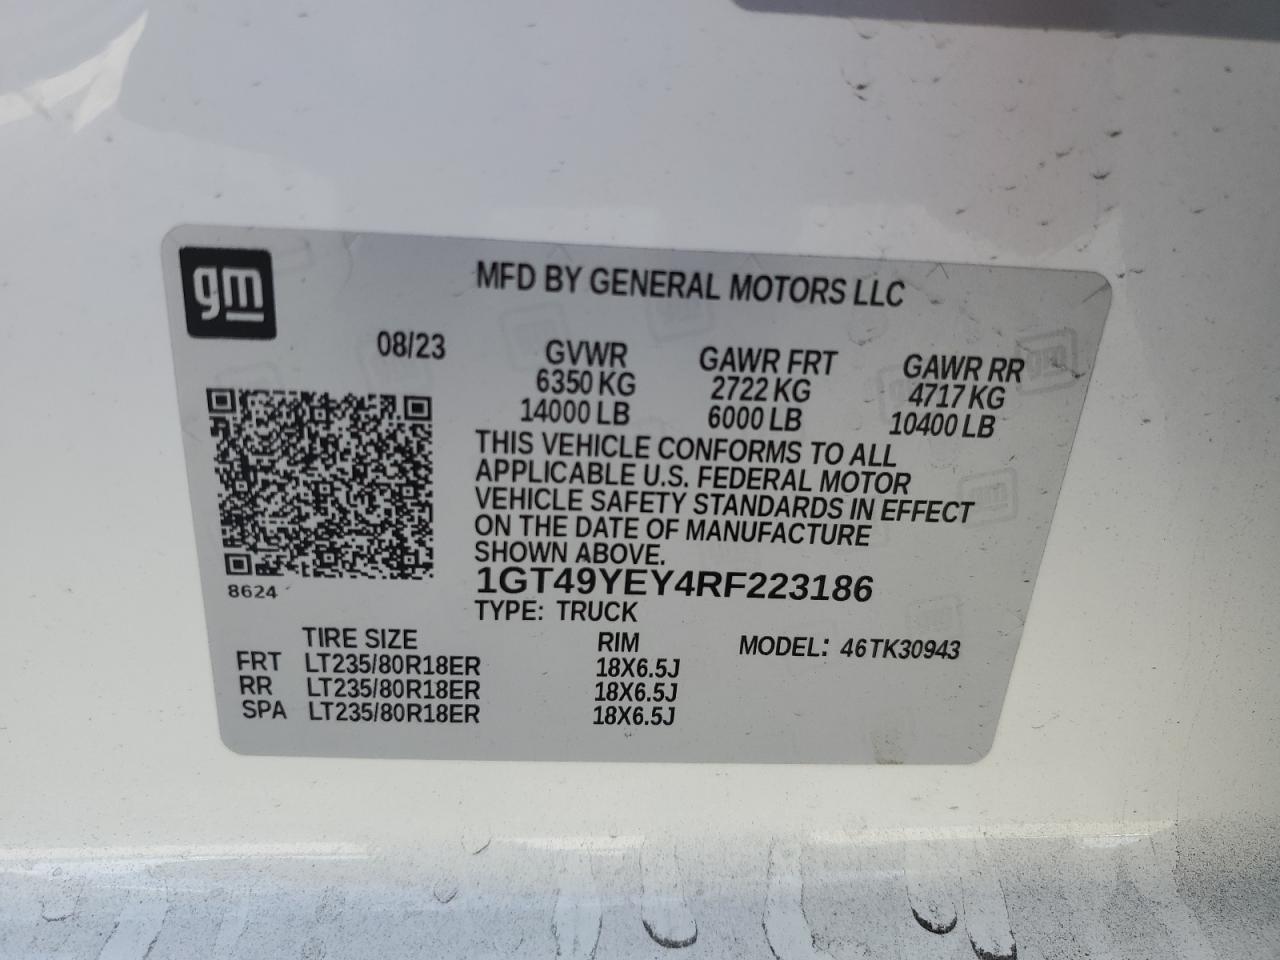 gm
MFD BY GENERAL MOTORS LLC
08/23
GVWR GAWR FRT GAWR RR
6350 KG 2722 KG 4717 KG
14000 LB 6000 LB 10400 LB
THIS VEHICLE CONFORMS TO ALL
APPLICABLE U.S. FEDERAL MOTOR
VEHICLE SAFETY STANDARDS IN EFFECT
ON THE DATE OF MANUFACTURE
SHOWN ABOVE.
8624
1GT49YEY4RF223186
TYPE: TRUCK
TIRE SIZE RIM MODEL: 46TK30943
FRT LT235/80R18ER 18X6.5J
RR LT235/80R18ER 18X6.5J
SPA LT235/80R18ER 18X6.5J